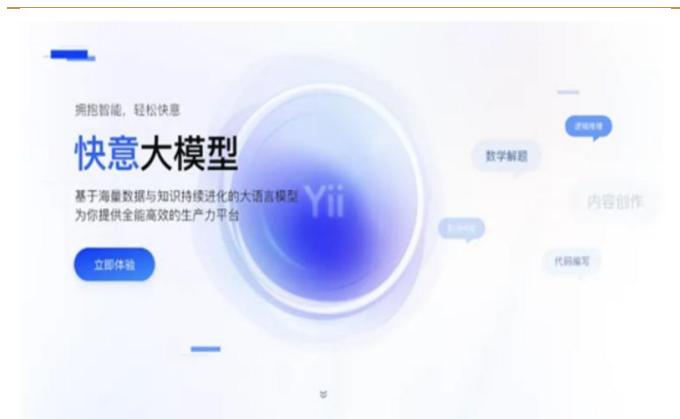 拥抱智能，轻松快意
快意大模型
基于海量数据与知识持续进化的大语言模型
为你提供全能高效的生产力平台
立即体验
Yii
逻辑推理
数学解题
内容创作
代码编写